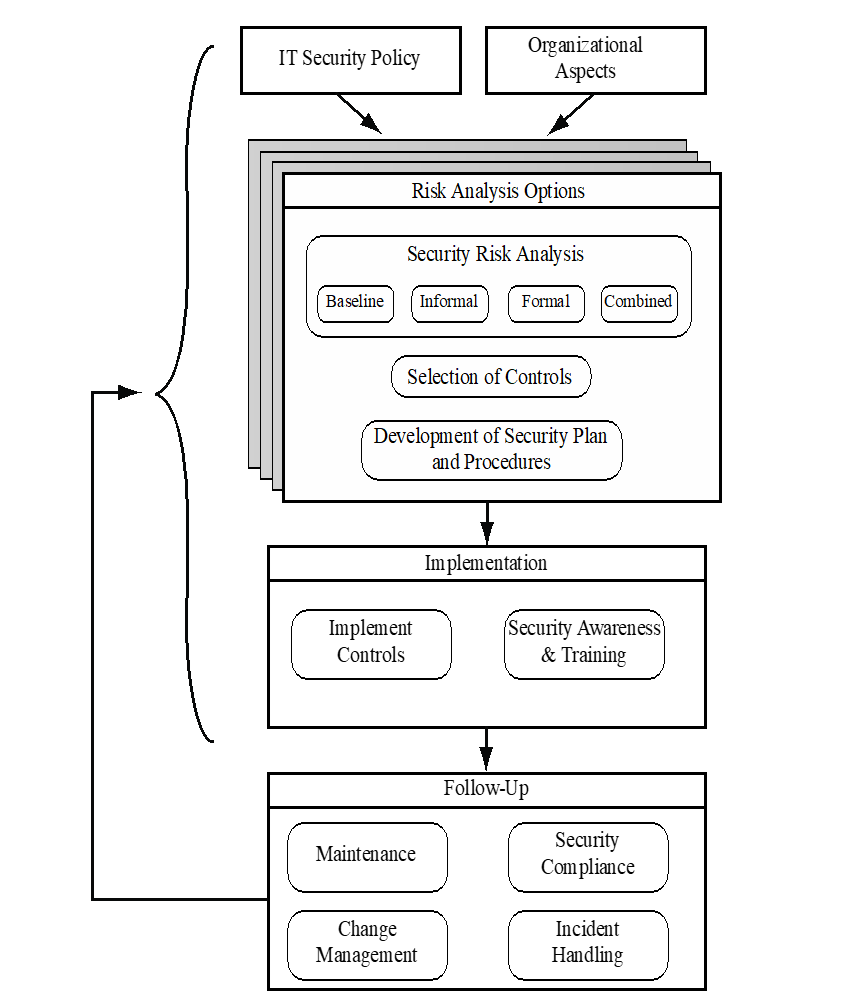 IT Security Policy
Organizational
Aspects
Risk Analysis Options
Security Risk Analysis
Baseline
Informal
Formal
Combined
Selection of Controls
Development of Security Plan
and Procedures
Implementation
Implement
Controls
Security Awareness
& Training
Follow-Up
Maintenance
Security
Compliance
Change
Management
Incident
Handling